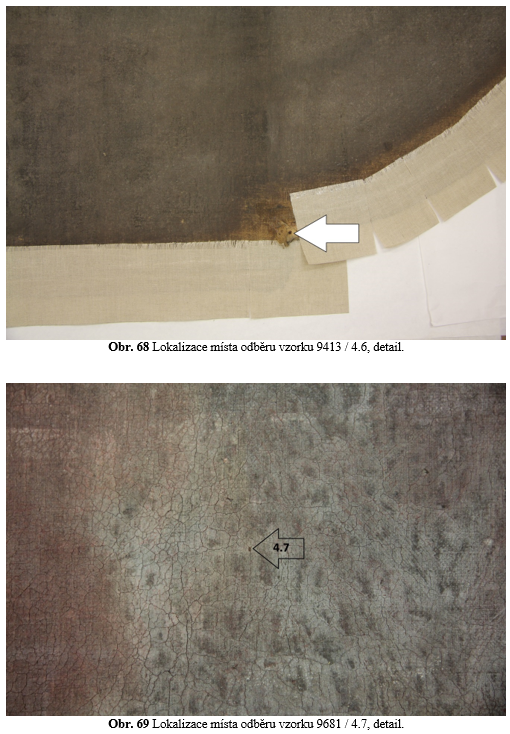 Obr. 68 Lokalizace místa odběru vzorku 9413 / 4.6, detail.
4.7
Obr. 69 Lokalizace místa odběru vzorku 9681 / 4.7, detail.